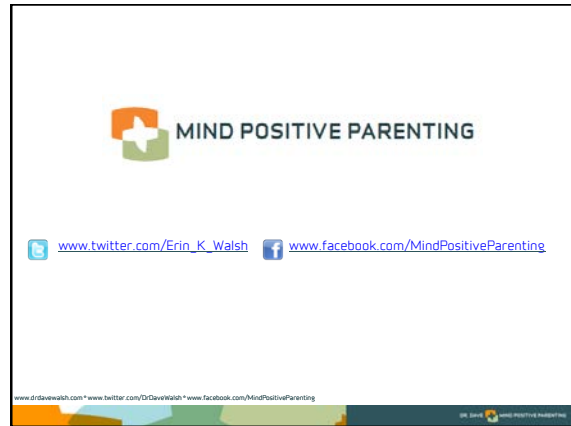 MIND POSITIVE PARENTING
www.twitter.com/Erin_K_Walsh www.facebook.com/MindPositiveParenting
www.drdavewalsh.com*www.twitter.com/DrDaveWalsh*www.facebook.com/MindPositiveParenting
DR. DAVE MIND POSITIVE PARENTING